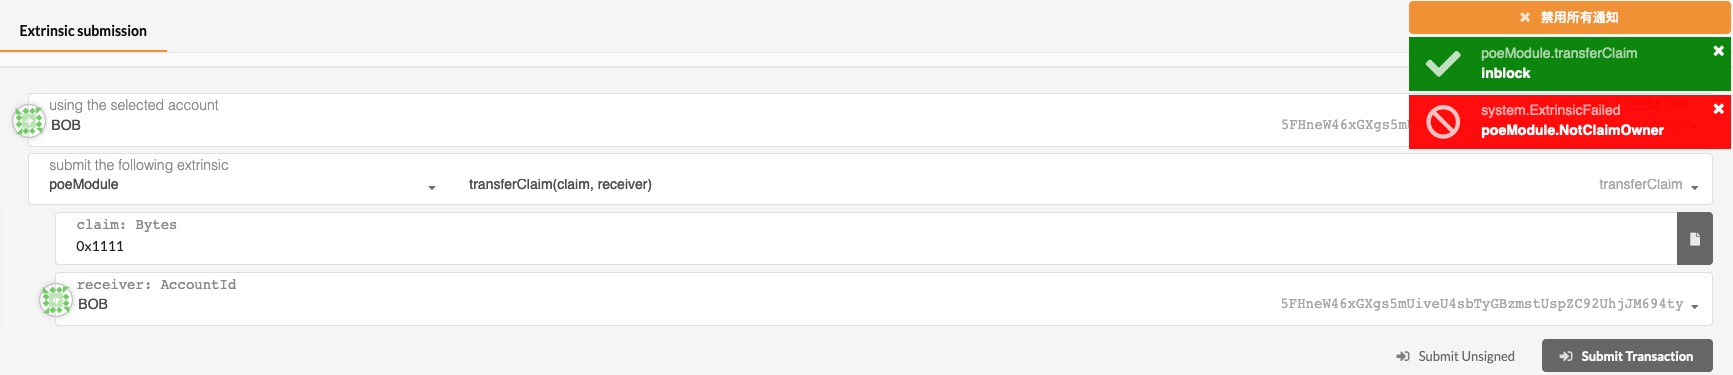 Extrinsic submission
禁用所有通知
poeModule.transferClaim
inblock
system.ExtrinsicFailed
poeModule.NotClaimOwner
using the selected account
BOB
5FHneW46xGXgs5mU
submit the following extrinsic
poeModule
transferClaim(claim, receiver)
transferClaim
claim: Bytes
0x1111
receiver: AccountId
BOB
5FHneW46xGXgs5mUiveU4sbTyGBzmstUspZC92UhjJM694ty
Submit Unsigned
Submit Transaction